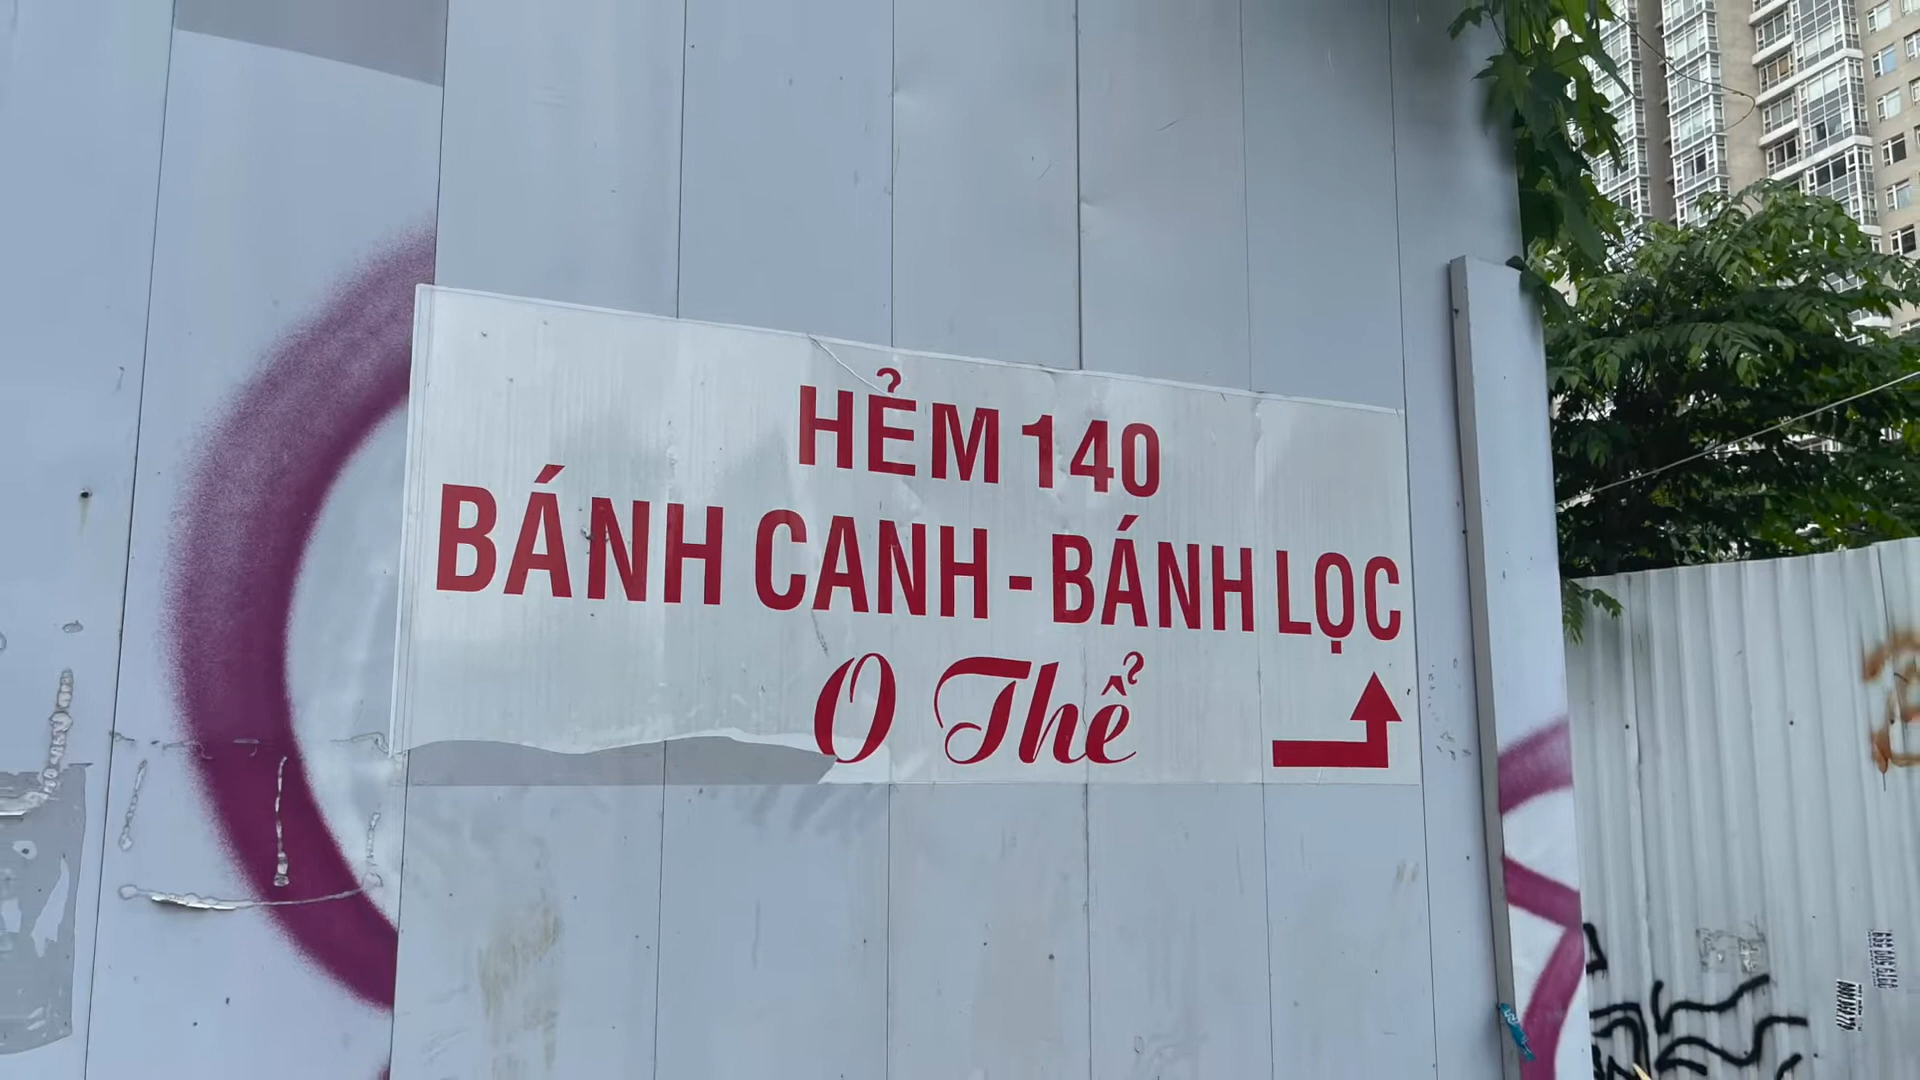 HẺM 140
BÁNH CANH - BÁNH LỌC
O Thể